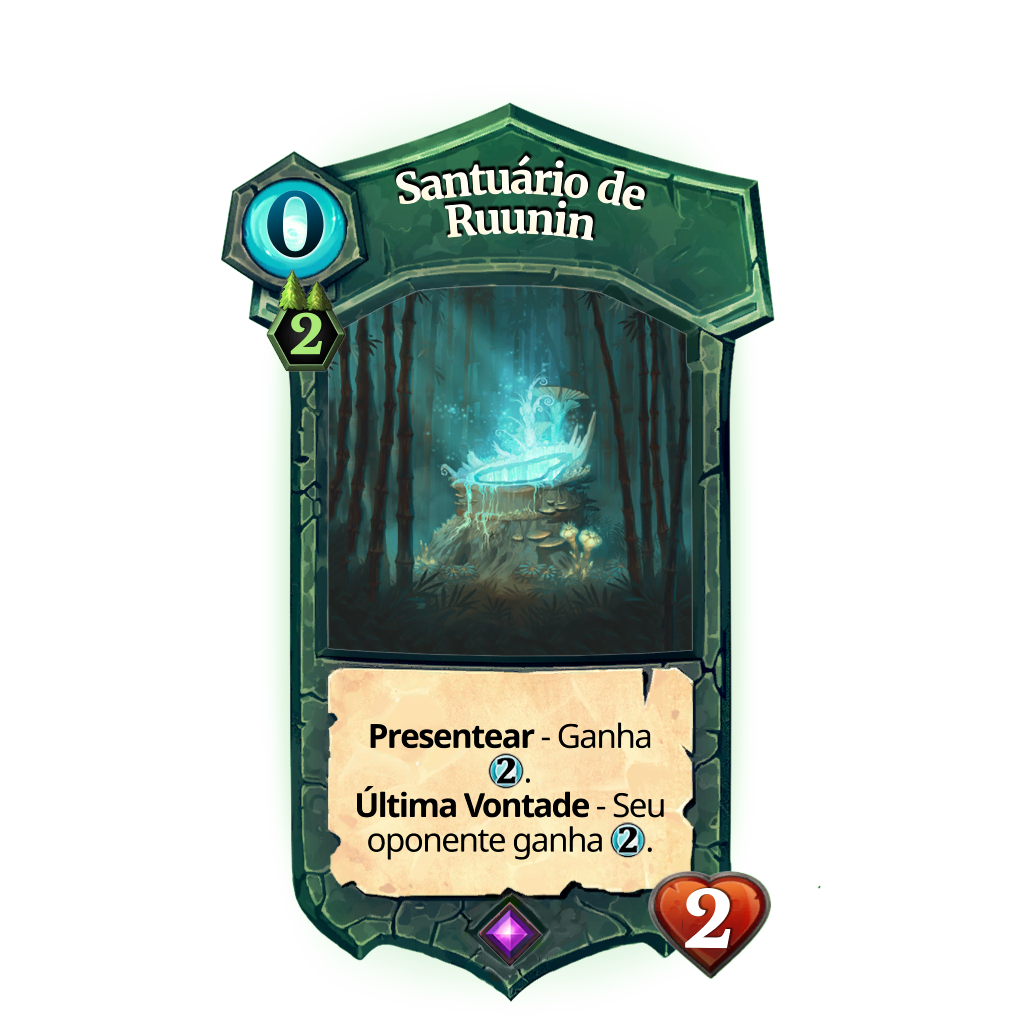 Santuário de
Ruunin
0
2
Presentear - Ganha
2.
Última Vontade - Seu
oponente ganha 2.
2